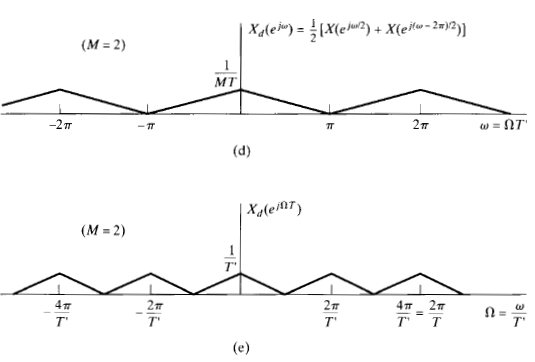 X_d(e^{jω}) = 1/2 [X(e^{jω/2}) + X(e^{j(ω − 2π)/2})]
(M = 2)
1/MT
−2π −π π 2π ω = ΩT'
(d)
X_d(e^{jΩT})
(M = 2)
1/T'
−4π/T' −2π/T' 2π/T' 4π/T' = 2π/T Ω = ω/T'
(e)